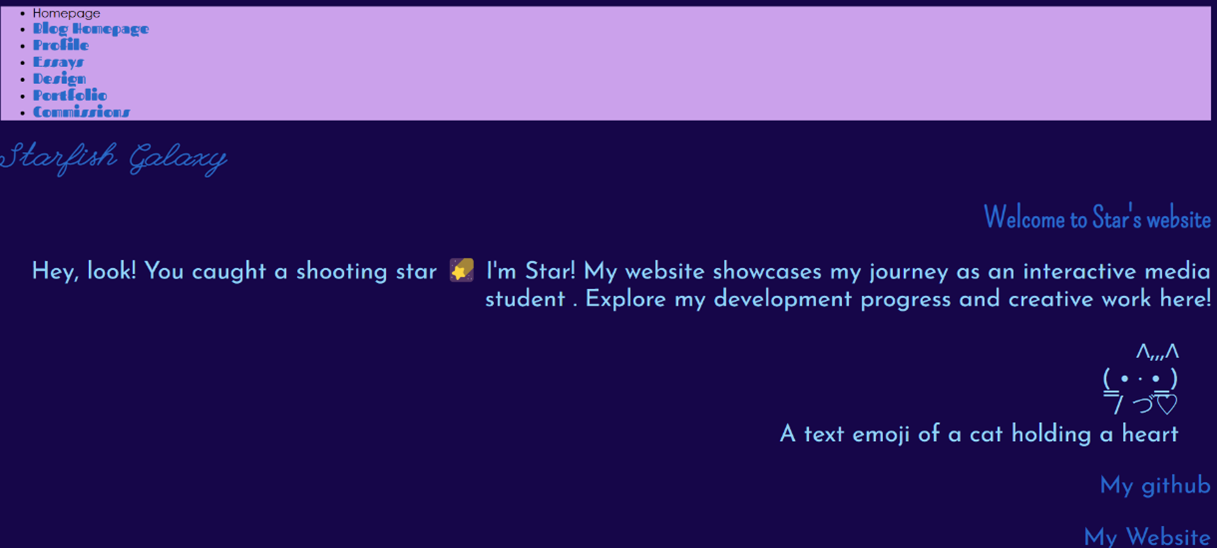 Homepage
Blog Homepage
Profile
Essays
Design
Portfolio
Commissions
Starfish Galaxy
Welcome to Star's website
Hey, look! You caught a shooting star 🌠 I'm Star! My website showcases my journey as an interactive media
student . Explore my development progress and creative work here!
Λ,,,Λ
( ̳ • · • ̳ )
/ づ♡
A text emoji of a cat holding a heart
My github
My Website